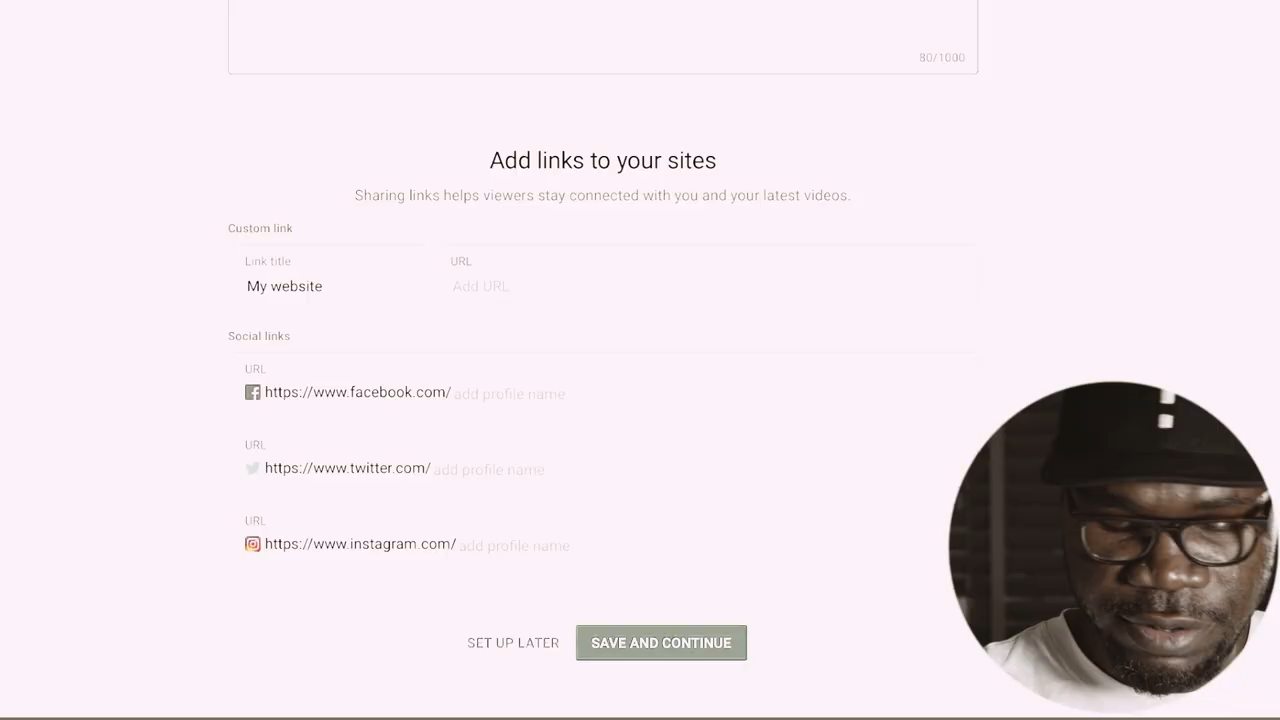 80/1000
Add links to your sites
Sharing links helps viewers stay connected with you and your latest videos.
Custom link
Link title URL
My website Add URL
Social links
URL
https://www.facebook.com/ add profile name
URL
https://www.twitter.com/ add profile name
URL
https://www.instagram.com/ add profile name
SET UP LATER SAVE AND CONTINUE